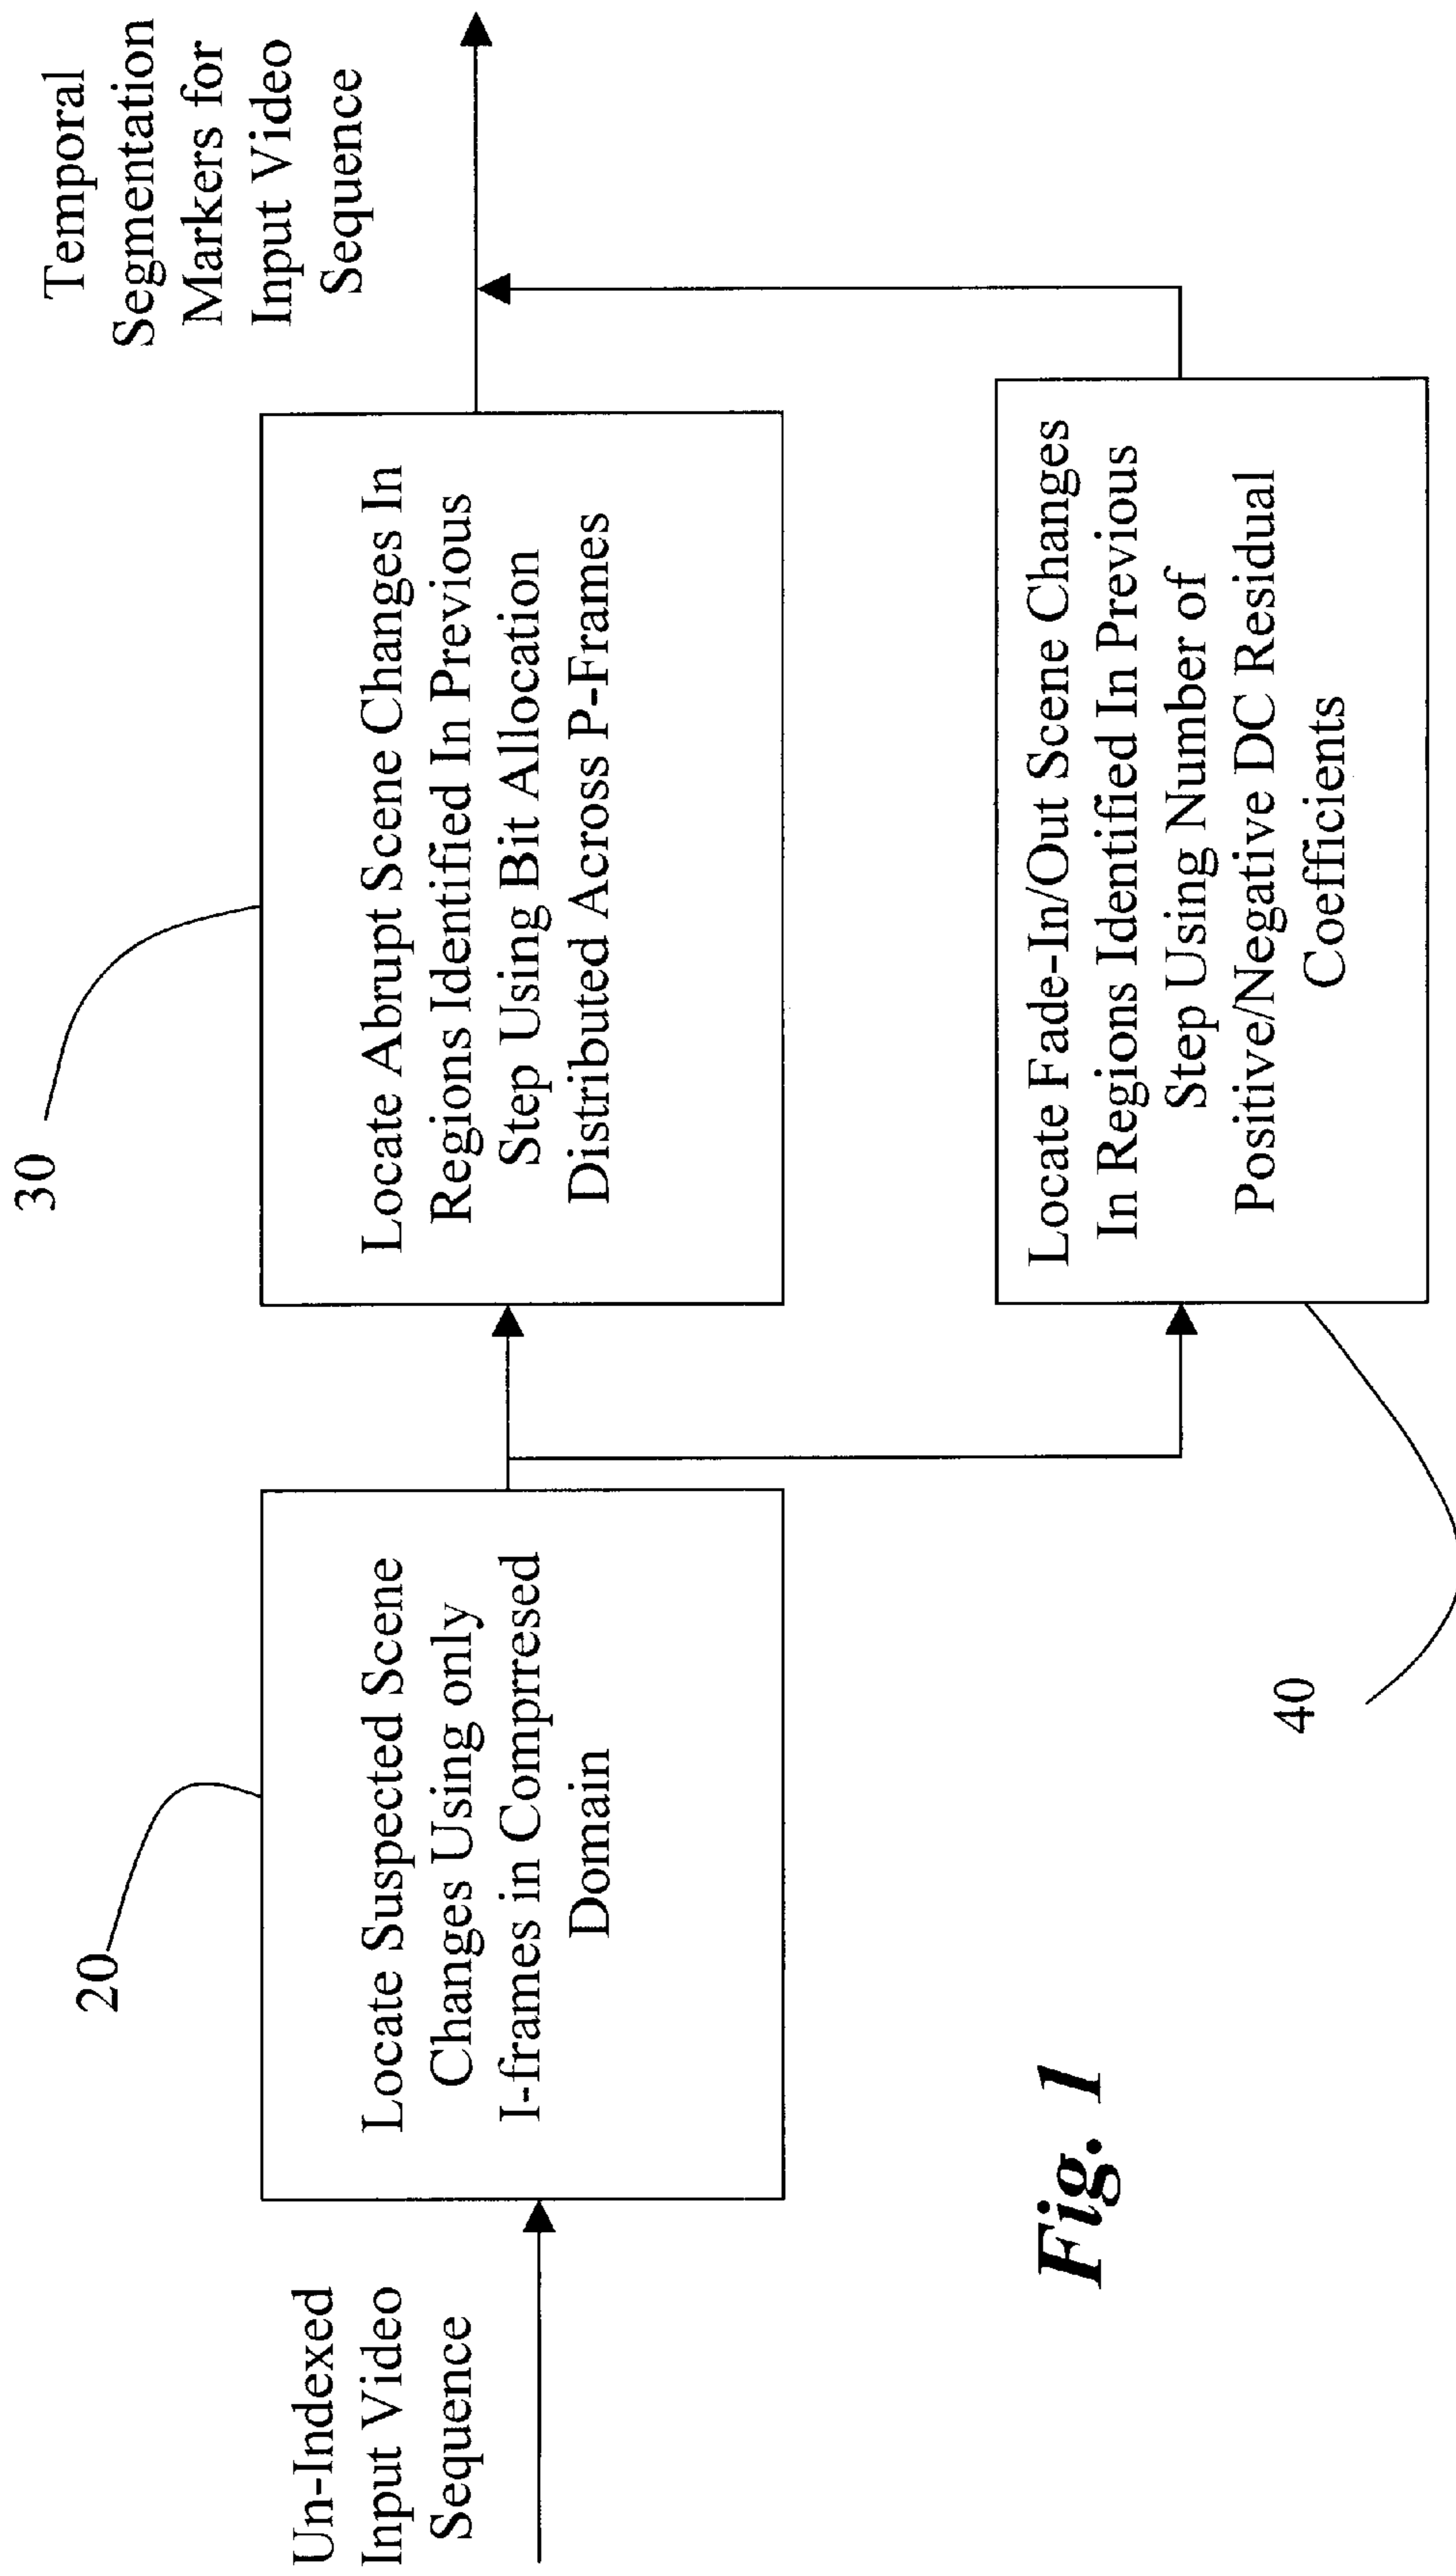 Un-Indexed
Input Video
Sequence
20
Locate Suspected Scene
Changes Using only
I-frames in Comprresed
Domain
30
Locate Abrupt Scene Changes In
Regions Identified In Previous
Step Using Bit Allocation
Distributed Across P-Frames
Temporal
Segmentation
Markers for
Input Video
Sequence
40
Locate Fade-In/Out Scene Changes
In Regions Identified In Previous
Step Using Number of
Positive/Negative DC Residual
Coefficients
Fig. 1